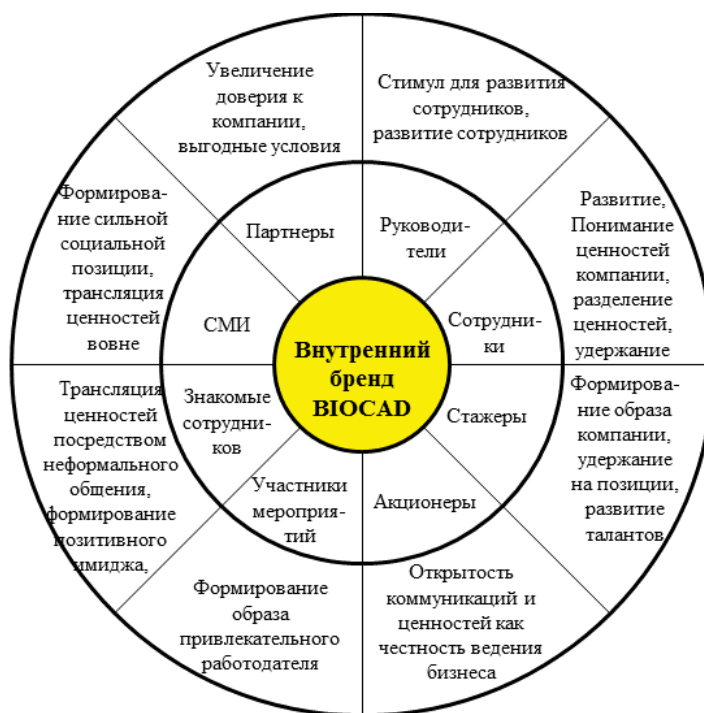 Увеличение
доверия к
компании,
выгодные условия
Стимул для развития
сотрудников,
развитие сотрудников
Формирова-
ние сильной
социальной
позиции,
трансляция
ценностей
вовне
Партнеры
Руководи-
тели
Развитие,
Понимание
ценностей
компании,
разделение
ценностей,
удержание
СМИ
Внутренний
бренд
BIOCAD
Сотрудни-
ки
Трансляция
ценностей
посредством
неформального
общения,
формирование
позитивного
имиджа,
Знакомые
сотрудни-
ков
Стажеры
Формирова-
ние образа
компании,
удержание
на позиции,
развитие
талантов
Участники
мероприя-
тий
Акционеры
Формирование
образа
привлекательного
работодателя
Открытость
коммуникаций и
ценностей как
честность ведения
бизнеса